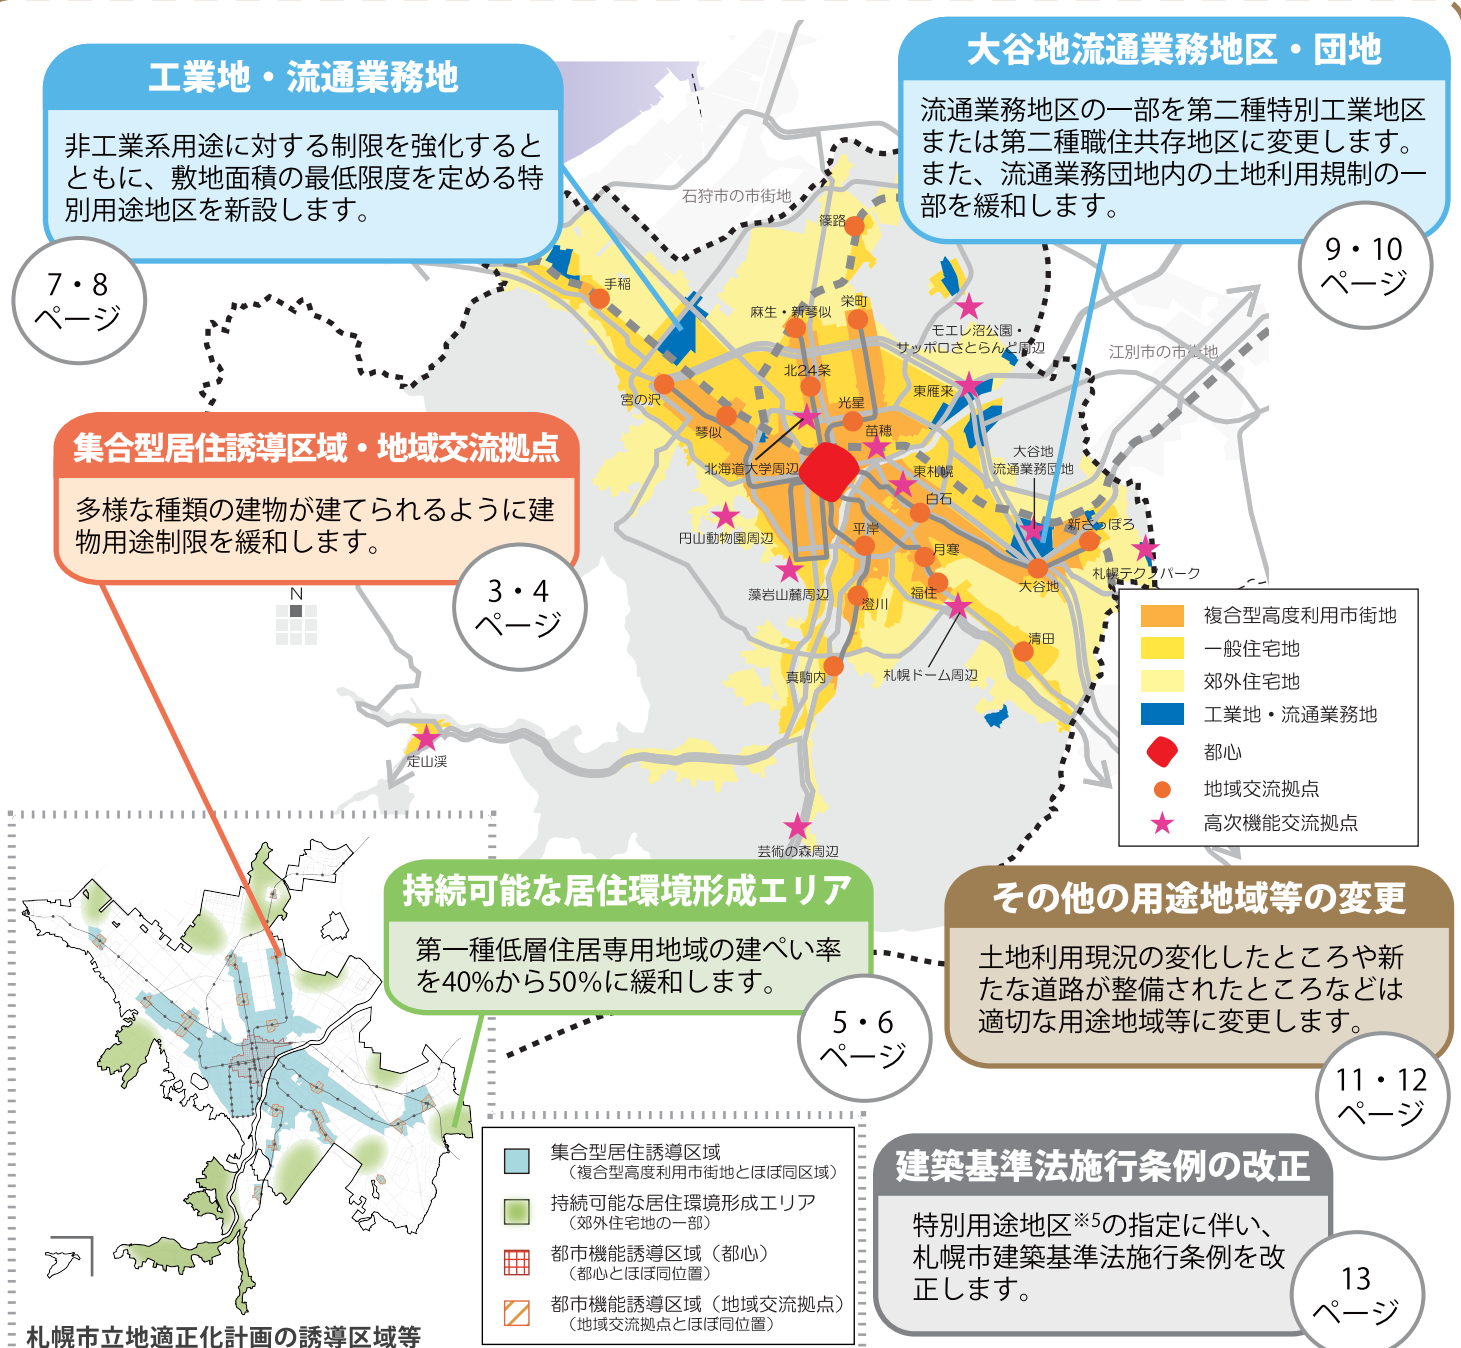 工業地・流通業務地
非工業系用途に対する制限を強化すると
ともに、敷地面積の最低限度を定める特
別用途地区を新設します。
7・8
ページ
大谷地流通業務地区・団地
流通業務地区の一部を第二種特別工業地区
または第二種職住共存地区に変更します。
また、流通業務団地内の土地利用規制の一
部を緩和します。
9・10
ページ
石狩市の市街地
篠路
手稲
麻生・新琴似
栄町
モエレ沼公園・
サッポロさとらんど周辺
江別市の市街地
北24条
宮の沢
光星
東雁来
琴似
苗穂
大谷地
流通業務団地
北海道大学周辺
東札幌
白石
円山動物園周辺
平岸
新さっぽろ
月寒
札幌テクノパーク
藻岩山麓周辺
澄川
福住
大谷地
清田
真駒内
札幌ドーム周辺
定山渓
芸術の森周辺
集合型居住誘導区域・地域交流拠点
多様な種類の建物が建てられるように建
物用途制限を緩和します。
3・4
ページ
N
複合型高度利用市街地
一般住宅地
郊外住宅地
工業地・流通業務地
都心
地域交流拠点
高次機能交流拠点
持続可能な居住環境形成エリア
第一種低層住居専用地域の建ぺい率
を40%から50%に緩和します。
5・6
ページ
その他の用途地域等の変更
土地利用現況の変化したところや新
たな道路が整備されたところなどは
適切な用途地域等に変更します。
11・12
ページ
集合型居住誘導区域
（複合型高度利用市街地とほぼ同区域）
持続可能な居住環境形成エリア
（郊外住宅地の一部）
都市機能誘導区域（都心）
（都心とほぼ同位置）
都市機能誘導区域（地域交流拠点）
（地域交流拠点とほぼ同位置）
札幌市立地適正化計画の誘導区域等
建築基準法施行条例の改正
特別用途地区※5の指定に伴い、
札幌市建築基準法施行条例を改
正します。
13
ページ